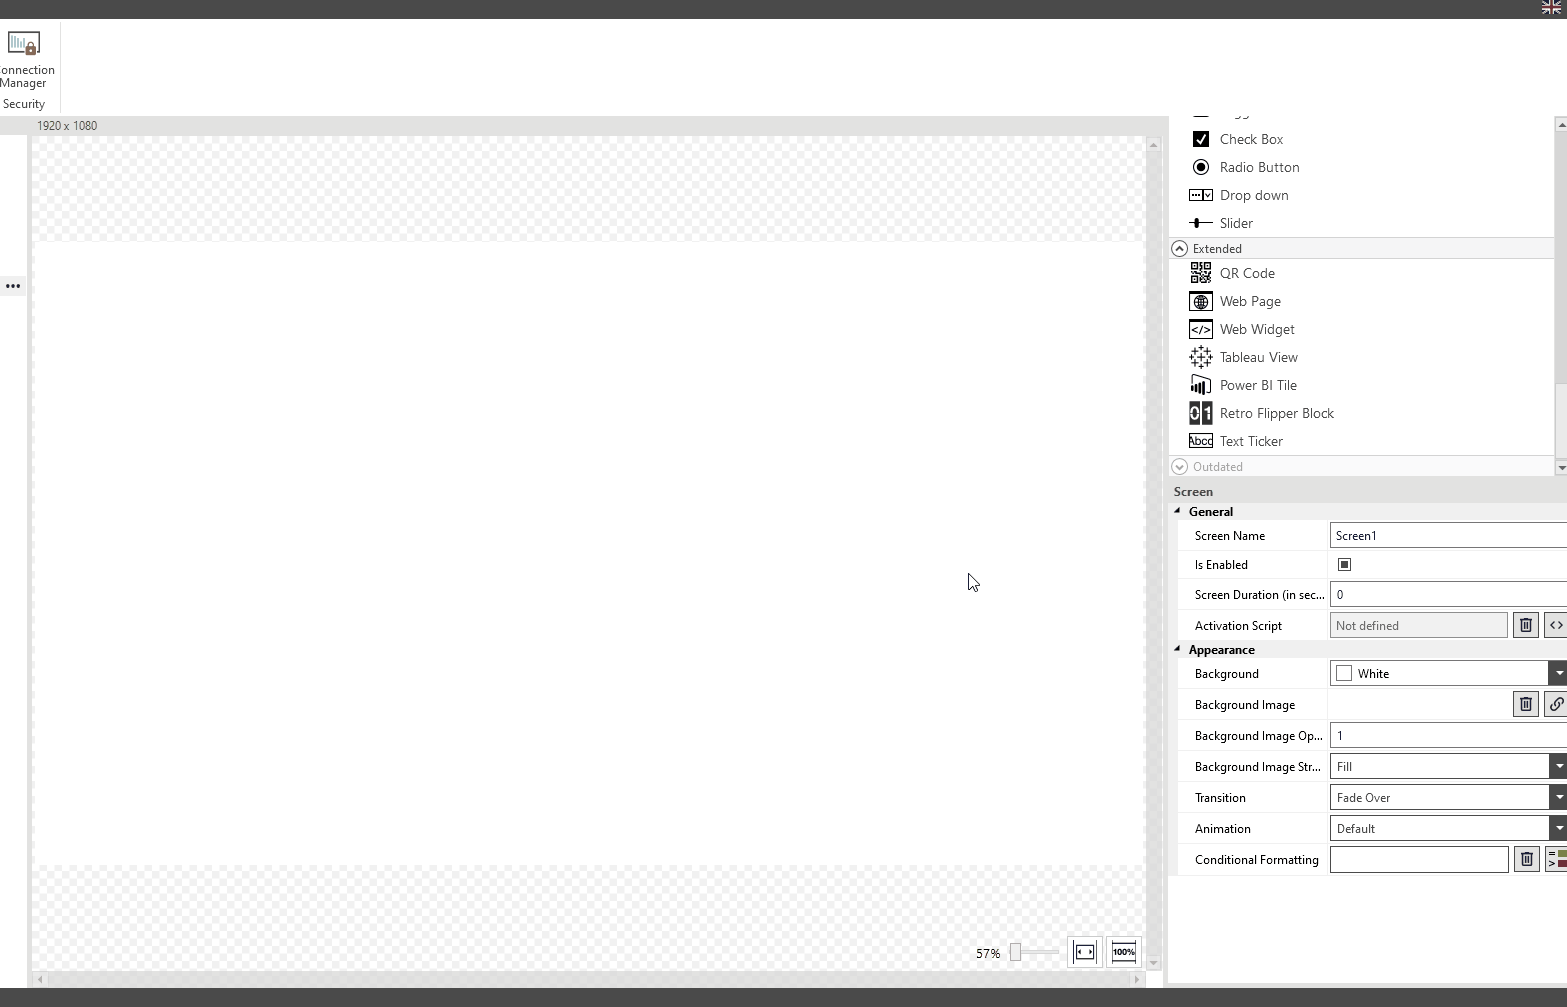 onnection
Manager
Security
1920 x 1080
Check Box
Radio Button
Drop down
Slider
Extended
QR Code
Web Page
Web Widget
Tableau View
Power BI Tile
01 Retro Flipper Block
Abcd Text Ticker
Outdated
Screen
General
Screen Name Screen1
Is Enabled
Screen Duration (in sec... 0
Activation Script Not defined
Appearance
Background White
Background Image
Background Image Op... 1
Background Image Str... Fill
Transition Fade Over
Animation Default
Conditional Formatting
57% 100%